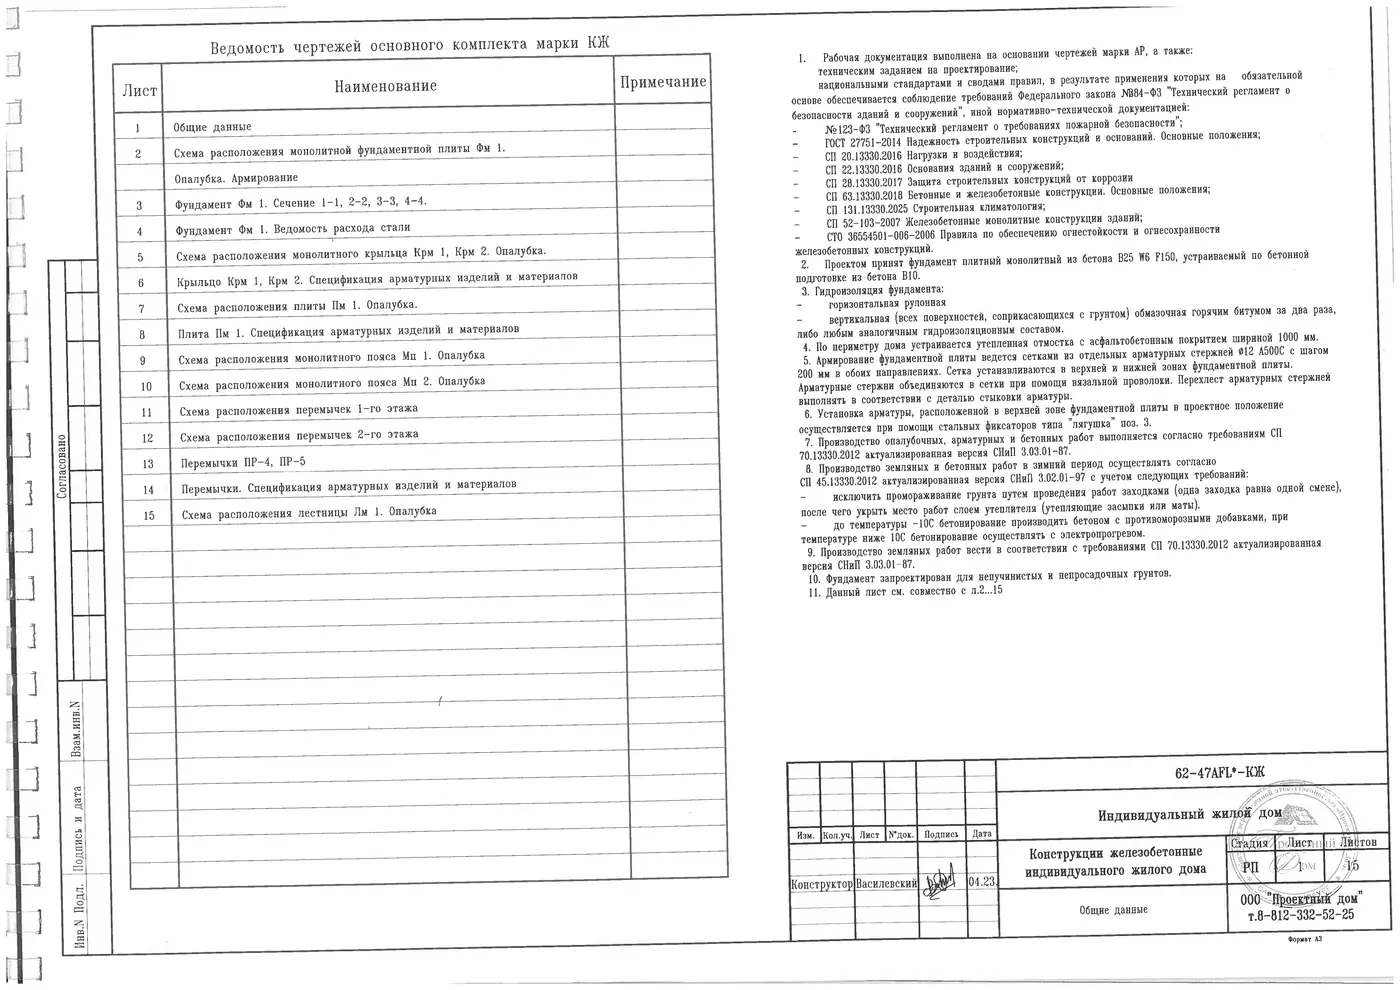 Ведомость чертежей основного комплекта марки КЖ
Лист Наименование Примечание
1 Общие данные
2 Схема расположения монолитной фундаментной плиты Фм 1.
Опалубка. Армирование
3 Фундамент Фм 1. Сечение 1-1, 2-2, 3-3, 4-4.
4 Фундамент Фм 1. Ведомость расхода стали
5 Схема расположения монолитного крыльца Крм 1, Крм 2. Опалубка.
6 Крыльцо Крм 1, Крм 2. Спецификация арматурных изделий и материалов
7 Схема расположения плиты Пм 1. Опалубка.
8 Плита Пм 1. Спецификация арматурных изделий и материалов
9 Схема расположения монолитного пояса Мп 1. Опалубка
10 Схема расположения монолитного пояса Мп 2. Опалубка
11 Схема расположения перемычек 1-го этажа
12 Схема расположения перемычек 2-го этажа
13 Перемычки ПР-4, ПР-5
14 Перемычки. Спецификация арматурных изделий и материалов
15 Схема расположения лестницы Лм 1. Опалубка
Согласовано
Взам.инв.N
Подпись и дата
Инв.N Подл.
1. Рабочая документация выполнена на основании чертежей марки АР, а также:
техническим заданием на проектирование;
национальными стандартами и сводами правил, в результате применения которых на обязательной
основе обеспечивается соблюдение требований Федерального закона №384-ФЗ "Технический регламент о
безопасности зданий и сооружений", иной нормативно-технической документацией:
- №123-ФЗ "Технический регламент о требованиях пожарной безопасности";
- ГОСТ 27751-2014 Надежность строительных конструкций и оснований. Основные положения;
- СП 20.13330.2016 Нагрузки и воздействия;
- СП 22.13330.2016 Основания зданий и сооружений;
- СП 28.13330.2017 Защита строительных конструкций от коррозии
- СП 63.13330.2018 Бетонные и железобетонные конструкции. Основные положения;
- СП 131.13330.2025 Строительная климатология;
- СП 52-103-2007 Железобетонные монолитные конструкции зданий;
- СТО 36554501-006-2006 Правила по обеспечению огнестойкости и огнесохранности
железобетонных конструкций.
2. Проектом принят фундамент плитный монолитный из бетона В25 W6 F150, устраиваемый по бетонной
подготовке из бетона В10.
3. Гидроизоляция фундамента:
- горизонтальная рулонная
- вертикальная (всех поверхностей, соприкасающихся с грунтом) обмазочная горячим битумом за два раза,
либо любым аналогичным гидроизоляционным составом.
4. По периметру дома устраивается утепленная отмостка с асфальтобетонным покрытием шириной 1000 мм.
5. Армирование фундаментной плиты ведется сетками из отдельных арматурных стержней ø12 А500С с шагом
200 мм в обоих направлениях. Сетка устанавливаются в верхней и нижней зонах фундаментной плиты.
Арматурные стержни объединяются в сетки при помощи вязальной проволоки. Перехлест арматурных стержней
выполнять в соответствии с деталью стыковки арматуры.
6. Установка арматуры, расположенной в верхней зоне фундаментной плиты в проектное положение
осуществляется при помощи стальных фиксаторов типа "лягушка" поз. 3.
7. Производство опалубочных, арматурных и бетонных работ выполняется согласно требованиям СП
70.13330.2012 актуализированная версия СНиП 3.03.01-87.
8. Производство земляных и бетонных работ в зимний период осуществлять согласно
СП 45.13330.2012 актуализированная версия СНиП 3.02.01-97 с учетом следующих требований:
- исключить промораживание грунта путем проведения работ заходками (одна заходка равна одной смене),
после чего укрыть место работ слоем утеплителя (утепляющие засыпки или маты).
- до температуры -10С бетонирование производить бетоном с противоморозными добавками, при
температуре ниже 10С бетонирование осуществлять с электропрогревом.
9. Производство земляных работ вести в соответствии с требованиями СП 70.13330.2012 актуализированная
версия СНиП 3.03.01-87.
10. Фундамент запроектирован для непучинистых и непросадочных грунтов.
11. Данный лист см. совместно с л.2...15
62-47AFL*-КЖ
Индивидуальный жилой дом
Изм. Кол.уч. Лист N°док. Подпись Дата
Конструктор Василевский 04.23.
Конструкции железобетонные
индивидуального жилого дома
Стадия Лист Листов
РП 1 15
Общие данные
ООО "Проектный дом"
т.8-812-332-52-25
Формат А3